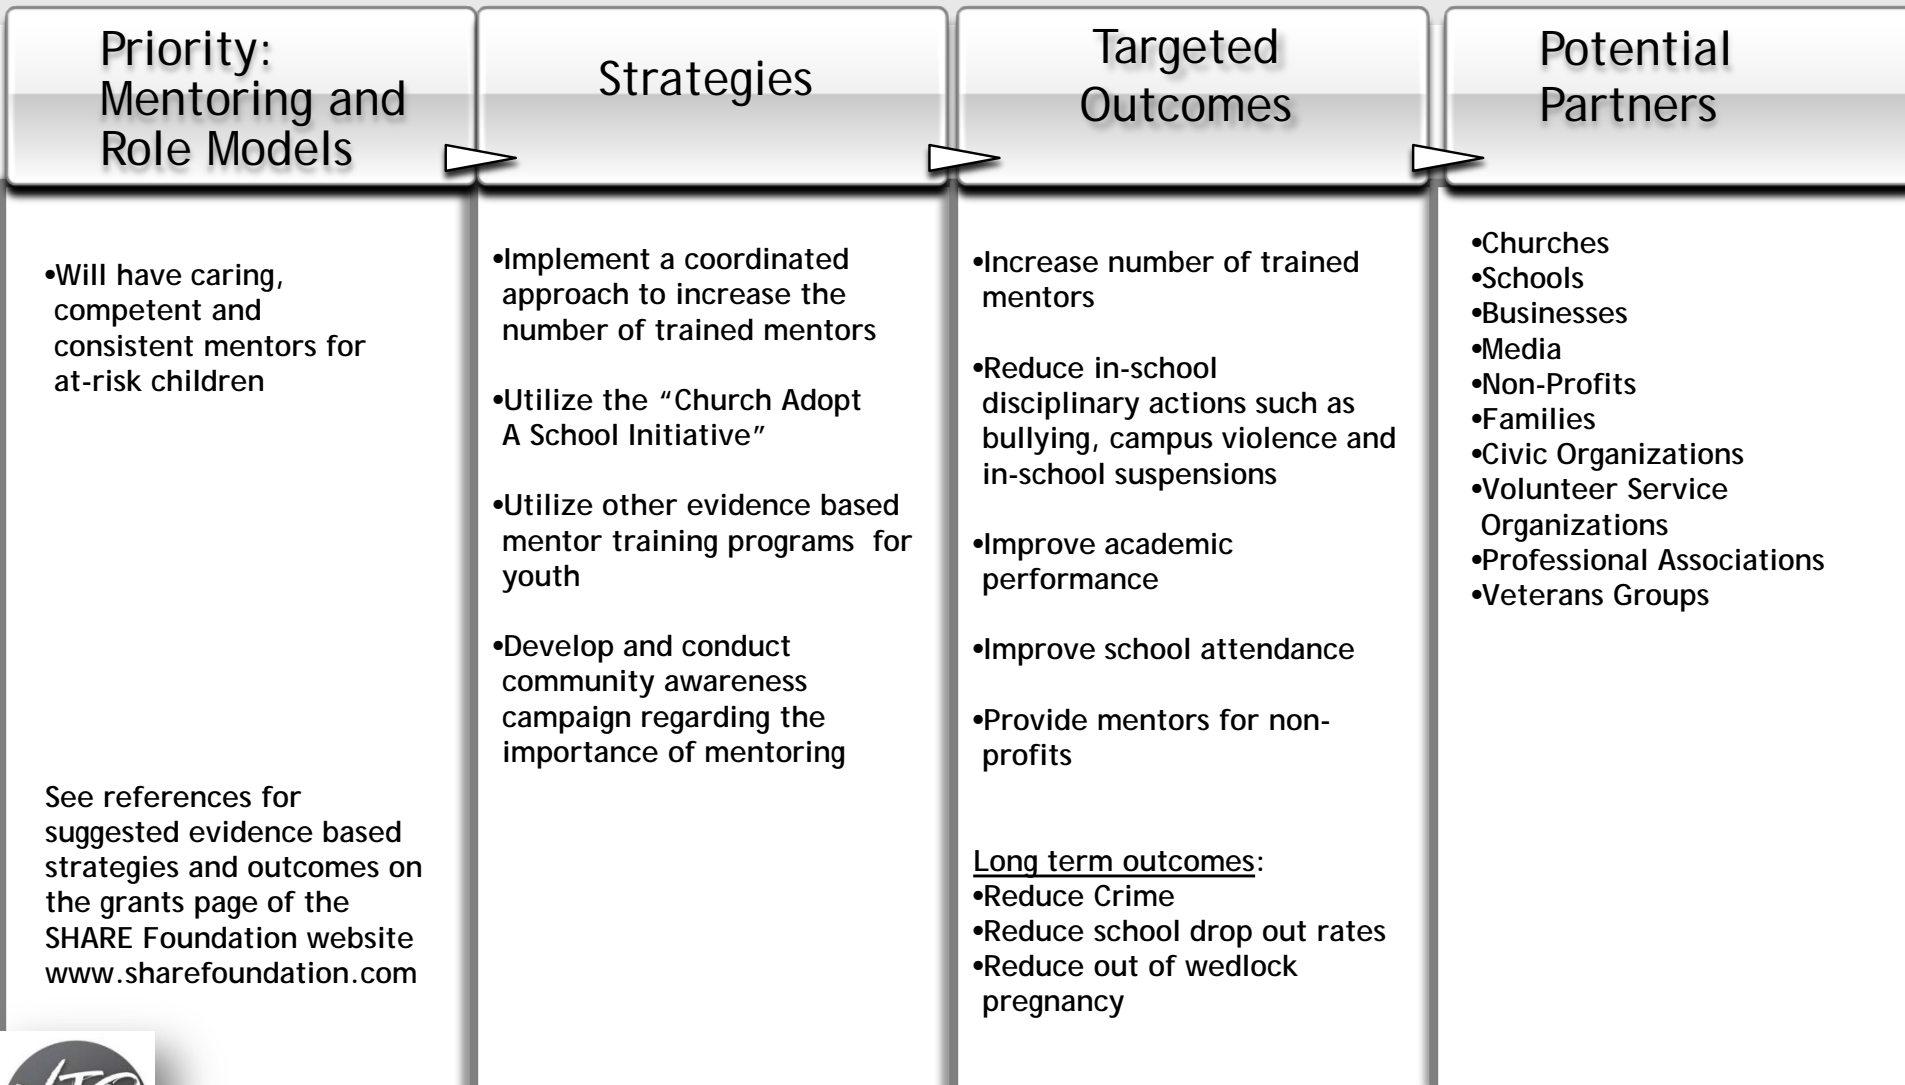 Priority:
Mentoring and
Role Models
Strategies
Targeted
Outcomes
Potential
Partners
•Will have caring,
competent and
consistent mentors for
at-risk children
See references for
suggested evidence based
strategies and outcomes on
the grants page of the
SHARE Foundation website
www.sharefoundation.com
•Implement a coordinated
approach to increase the
number of trained mentors
•Utilize the “Church Adopt
A School Initiative”
•Utilize other evidence based
mentor training programs  for
youth
•Develop and conduct
community awareness
campaign regarding the
importance of mentoring
•Increase number of trained
mentors
•Reduce in-school
disciplinary actions such as
bullying, campus violence and
in-school suspensions
•Improve academic
performance
•Improve school attendance
•Provide mentors for non-
profits
Long term outcomes:
•Reduce Crime
•Reduce school drop out rates
•Reduce out of wedlock
pregnancy
•Churches
•Schools
•Businesses
•Media
•Non-Profits
•Families
•Civic Organizations
•Volunteer Service
Organizations
•Professional Associations
•Veterans Groups